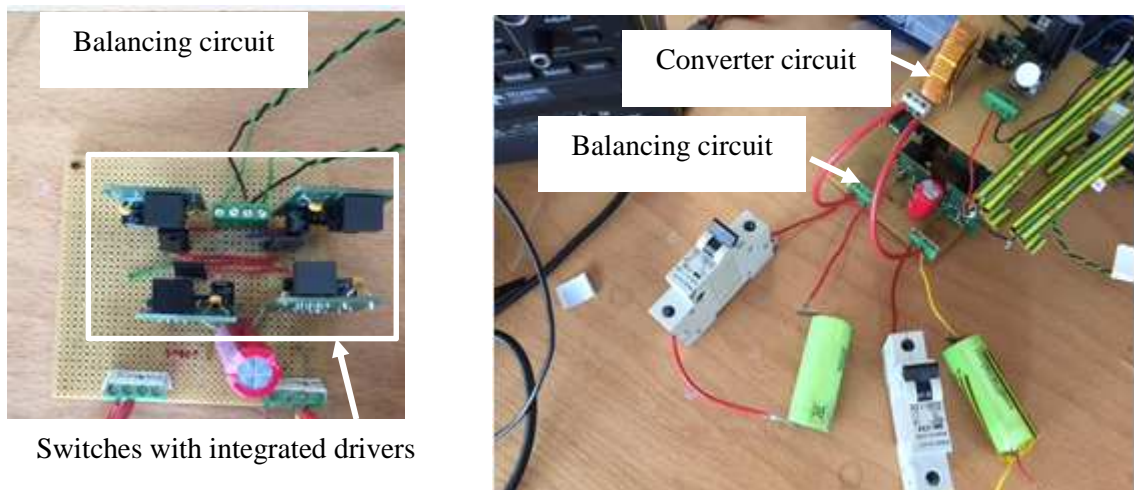 Balancing circuit
Converter circuit
Balancing circuit
Switches with integrated drivers